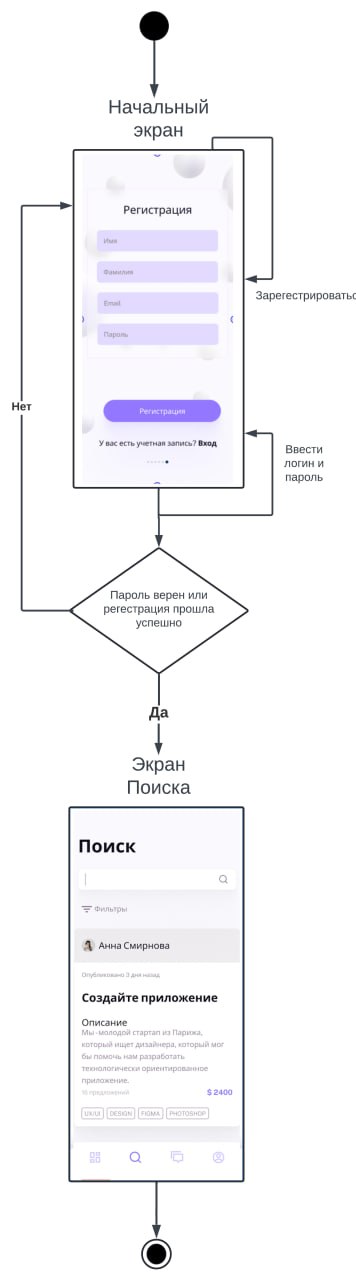 Начальный
экран
Регистрация
Имя
Фамилия
Email
Пароль
Зарегестрироватьс
Регистрация
Нет
У вас есть учетная запись? Вход
Ввести
логин и
пароль
Пароль верен или
регестрация прошла
успешно
Да
Экран
Поиска
Поиск
Фильтры
Анна Смирнова
Опубликовано 3 дня назад
Создайте приложение
Описание
Мы - молодой стартап из Парижа,
который ищет дизайнера, который мог
бы помочь нам разработать
технологически ориентированное
приложение.
16 предложений
$ 2400
UX/UI
DESIGN
FIGMA
PHOTOSHOP